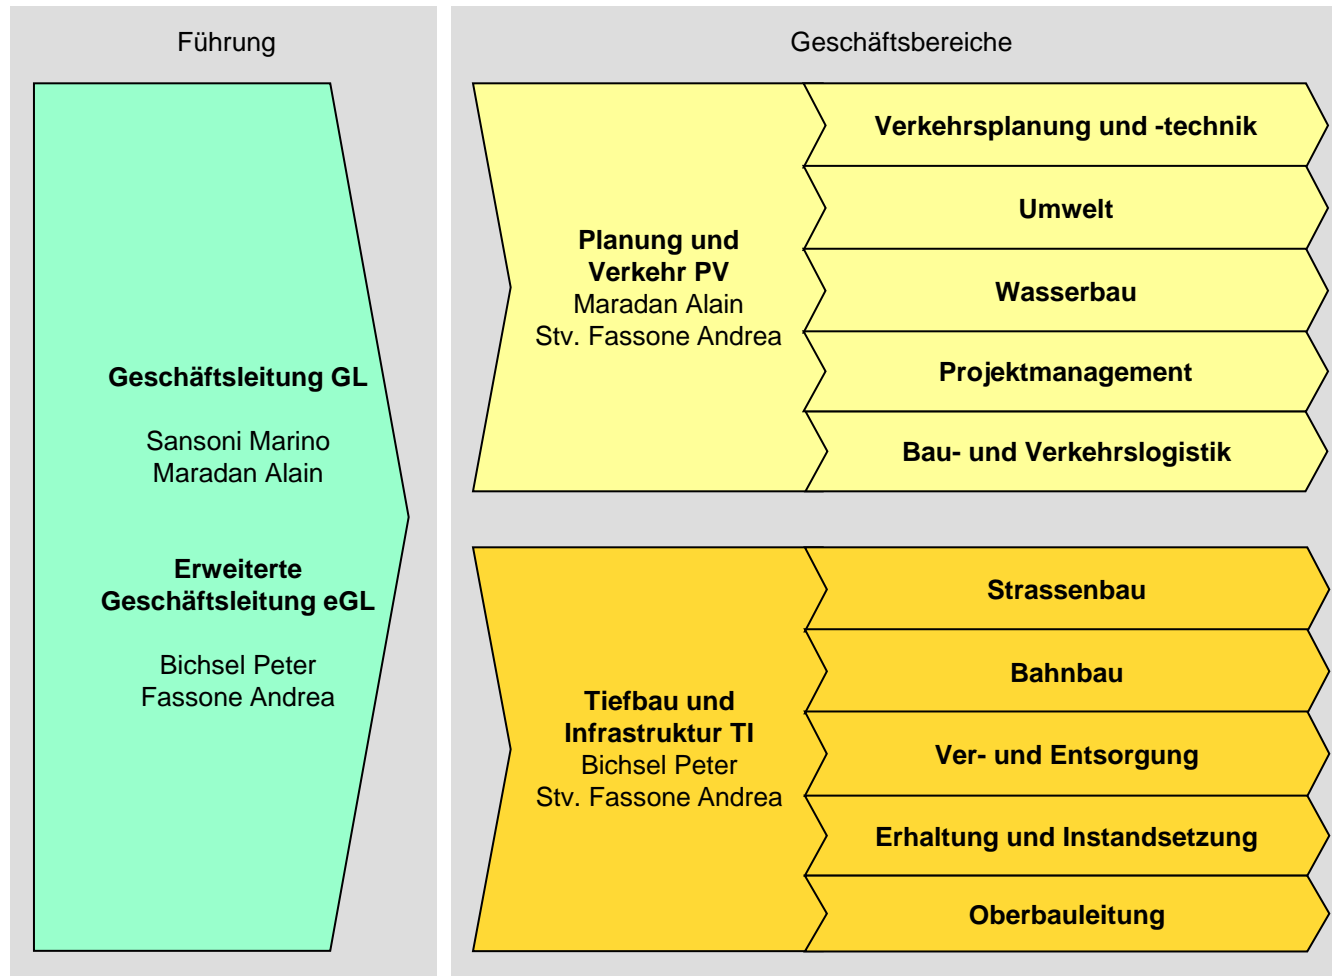 Führung
Geschäftsleitung GL
Sansoni Marino
Maradan Alain
Erweiterte
Geschäftsleitung eGL
Bichsel Peter
Fassone Andrea
Geschäftsbereiche
Planung und
Verkehr PV
Maradan Alain
Stv. Fassone Andrea
Verkehrsplanung und -technik
Umwelt
Wasserbau
Projektmanagement
Bau- und Verkehrslogistik
Tiefbau und
Infrastruktur TI
Bichsel Peter
Stv. Fassone Andrea
Strassenbau
Bahnbau
Ver- und Entsorgung
Erhaltung und Instandsetzung
Oberbauleitung